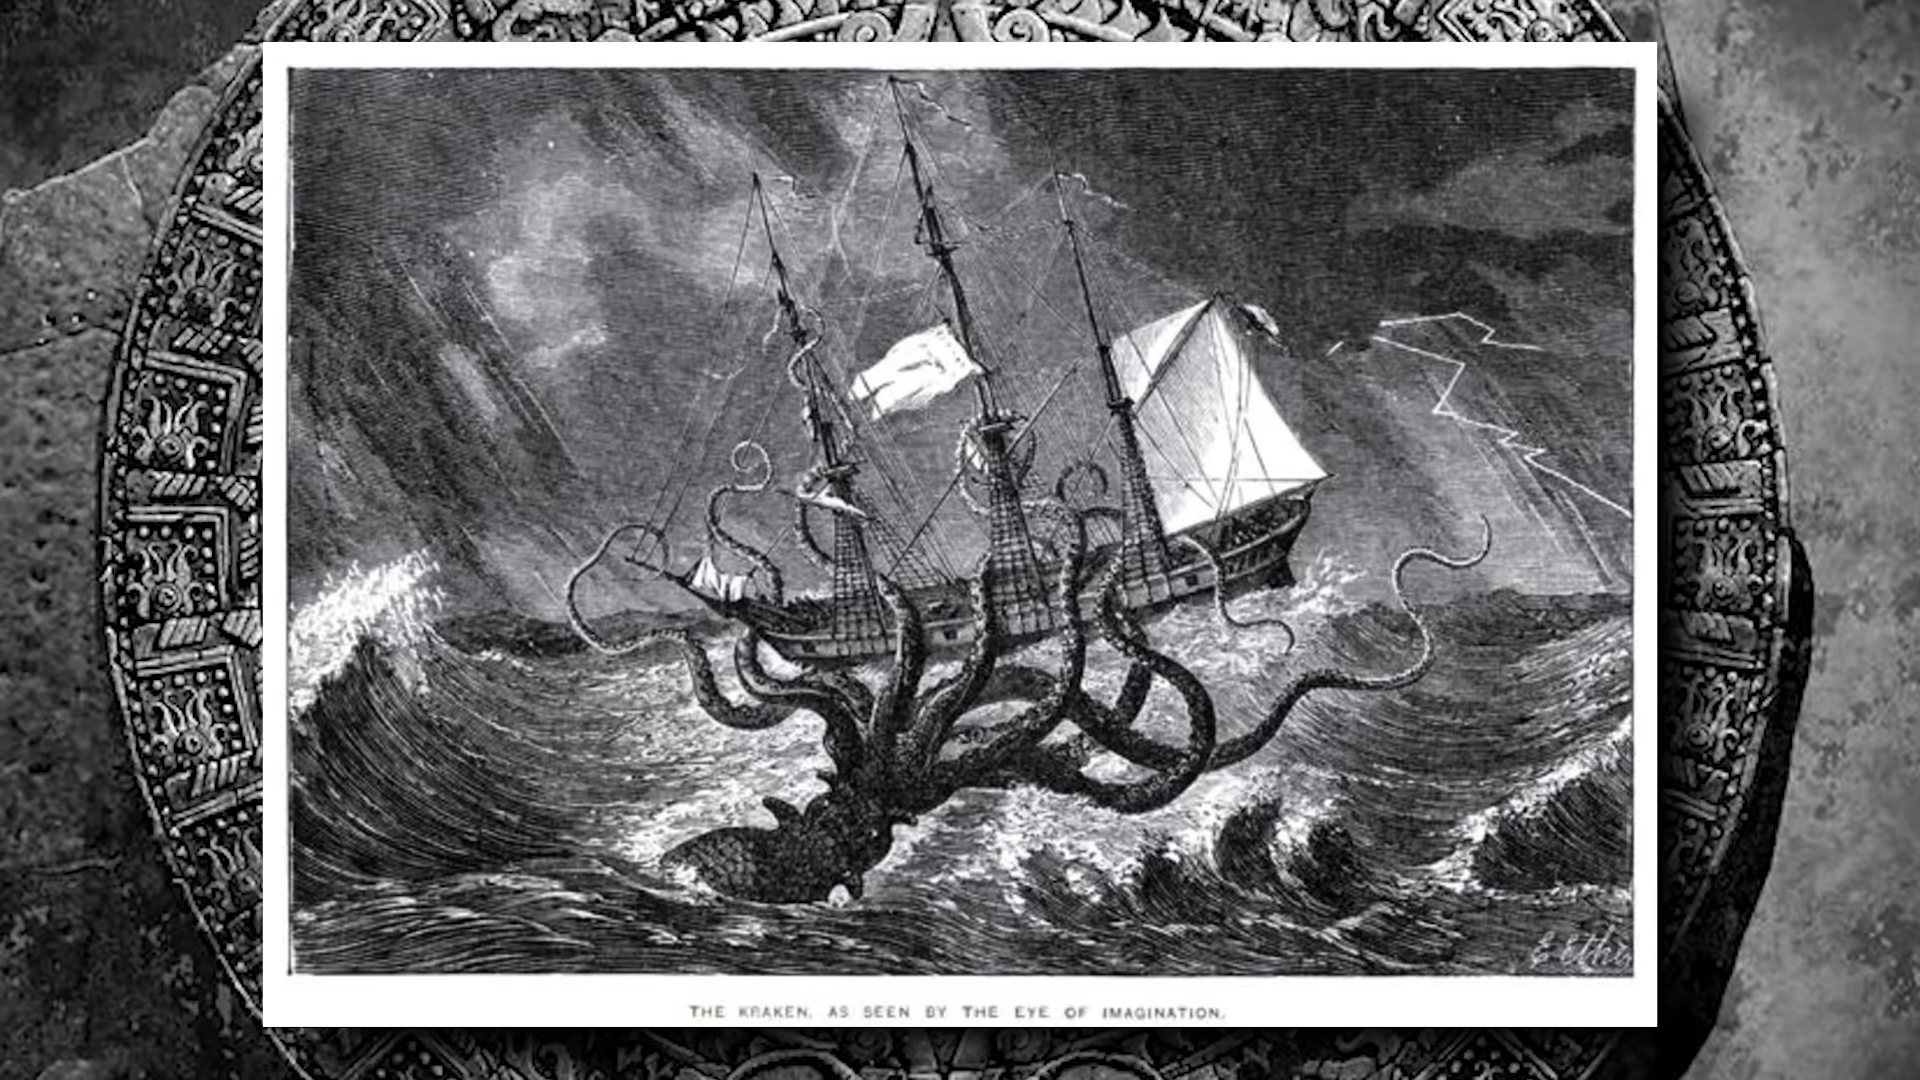 THE KRAKEN, AS SEEN BY THE EYE OF IMAGINATION.